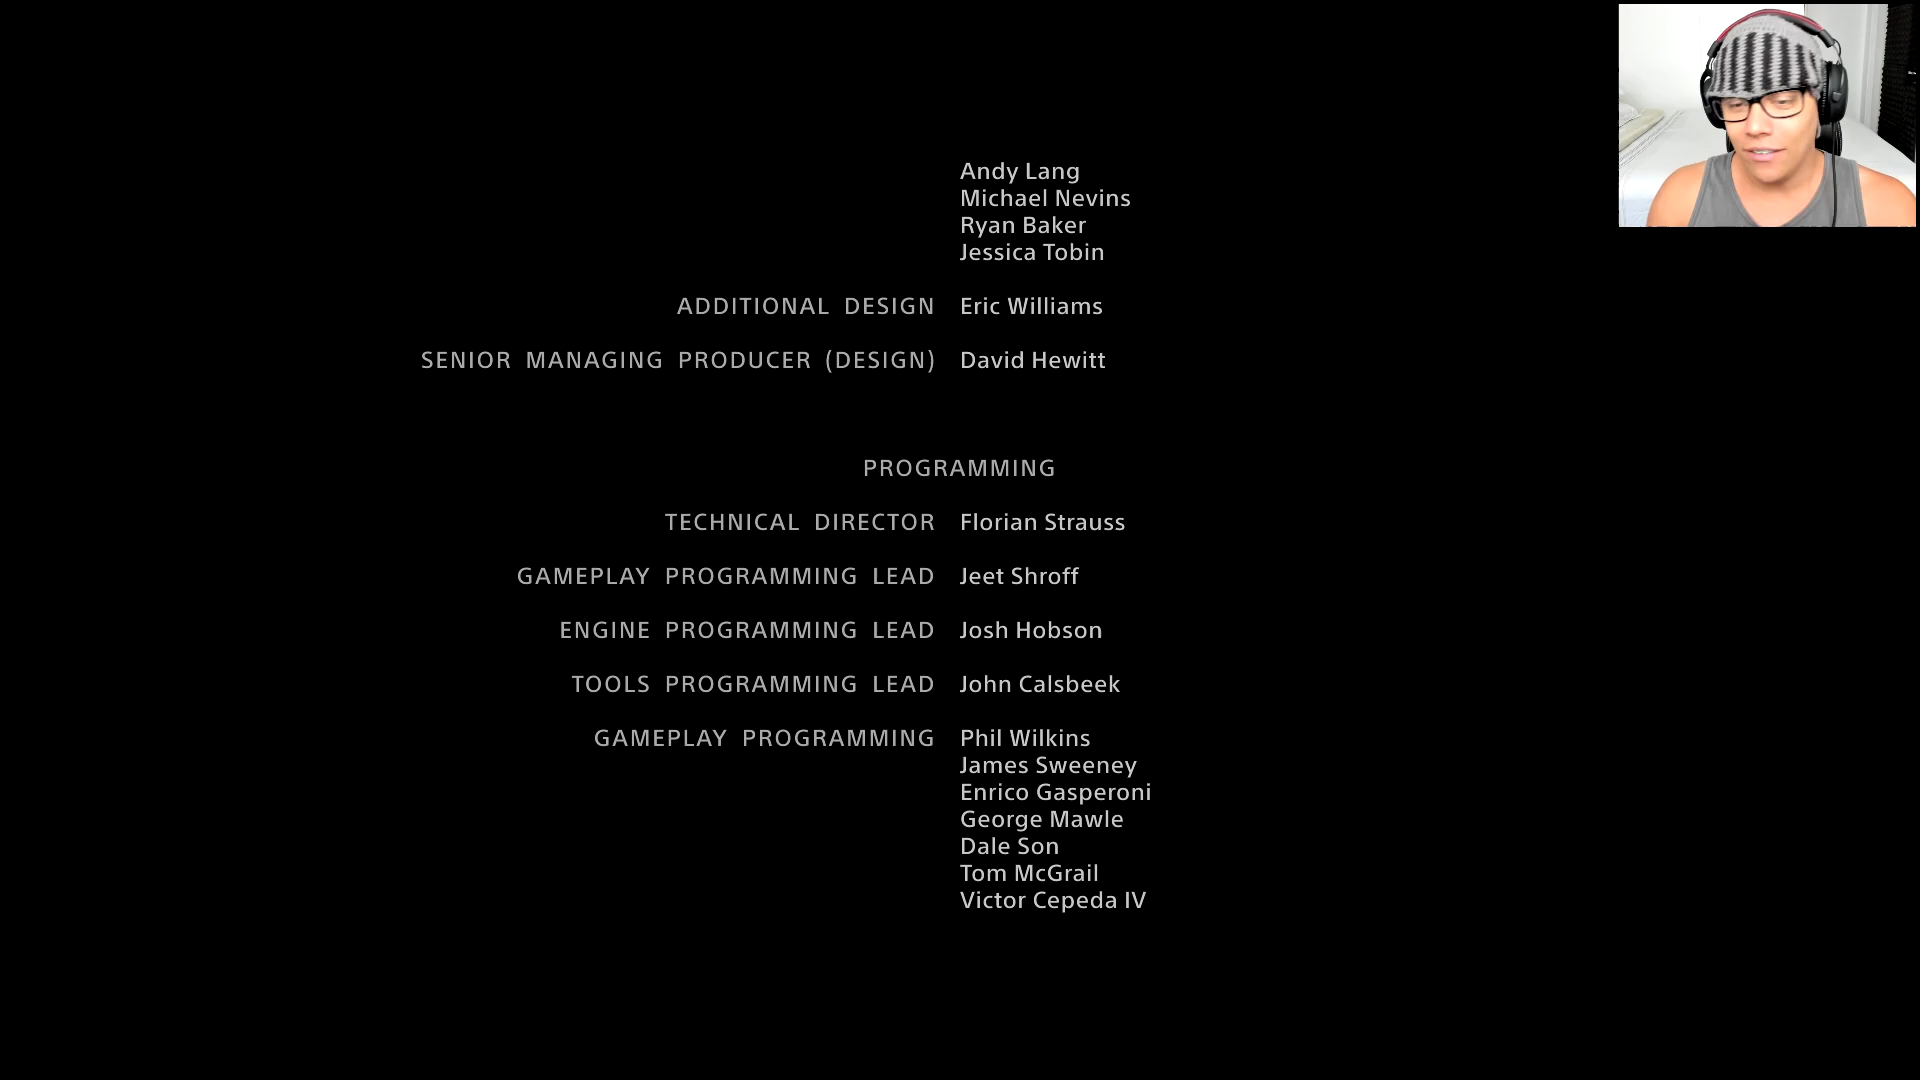 Andy Lang
Michael Nevins
Ryan Baker
Jessica Tobin
ADDITIONAL DESIGN Eric Williams
SENIOR MANAGING PRODUCER (DESIGN) David Hewitt
PROGRAMMING
TECHNICAL DIRECTOR Florian Strauss
GAMEPLAY PROGRAMMING LEAD Jeet Shroff
ENGINE PROGRAMMING LEAD Josh Hobson
TOOLS PROGRAMMING LEAD John Calsbeek
GAMEPLAY PROGRAMMING Phil Wilkins
James Sweeney
Enrico Gasperoni
George Mawle
Dale Son
Tom McGrail
Victor Cepeda IV